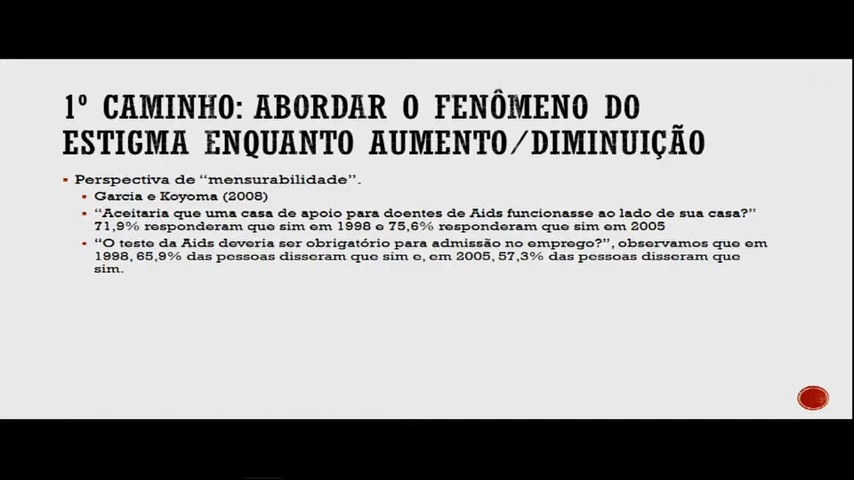 1º CAMINHO: ABORDAR O FENÔMENO DO
ESTIGMA ENQUANTO AUMENTO/DIMINUIÇÃO
Perspectiva de “mensurabilidade”.
Garcia e Koyoma (2008)
“Aceitaria que uma casa de apoio para doentes de Aids funcionasse ao lado de sua casa?”
71,9% responderam que sim em 1998 e 75,6% responderam que sim em 2005
“O teste da Aids deveria ser obrigatório para admissão no emprego?”, observamos que em
1998, 65,9% das pessoas disseram que sim e, em 2005, 57,3% das pessoas disseram que
sim.